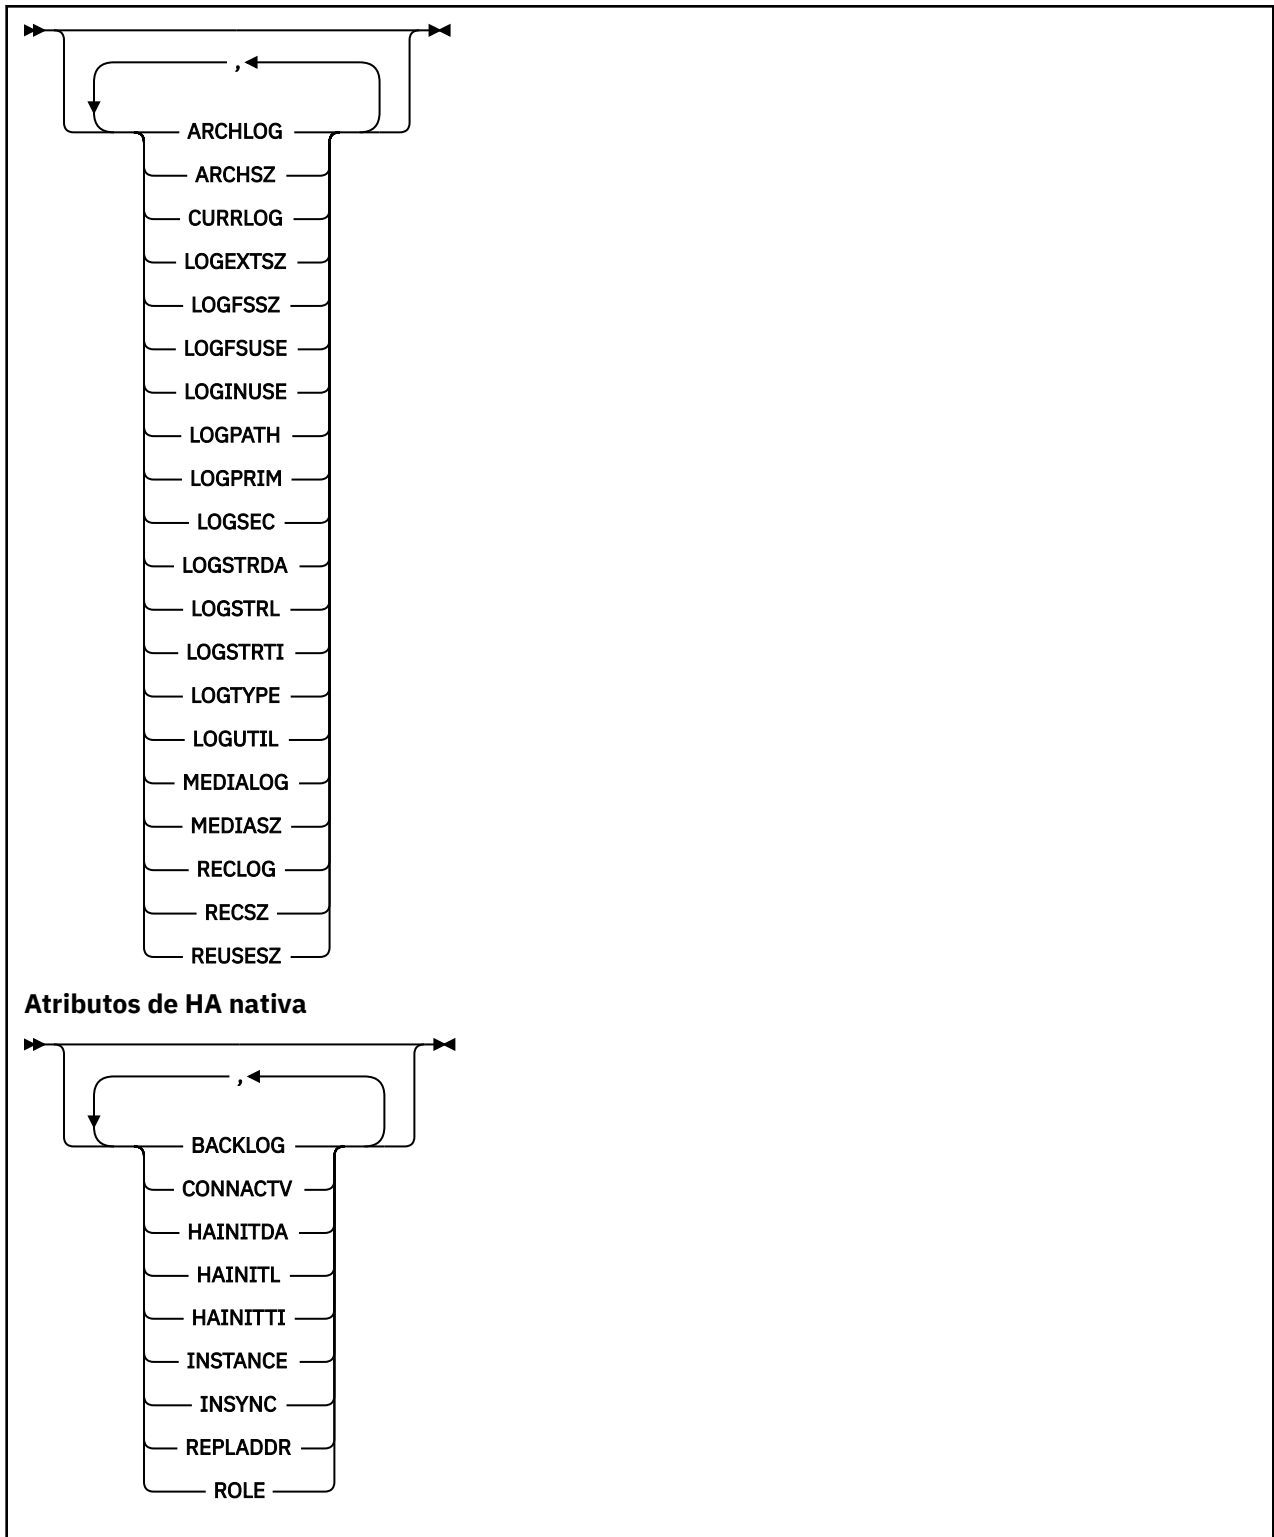 ,
ARCHLOG
ARCHSZ
CURRLOG
LOGEXTSZ
LOGFSSZ
LOGFSUSE
LOGINUSE
LOGPATH
LOGPRIM
LOGSEC
LOGSTRDA
LOGSTRL
LOGSTRTI
LOGTYPE
LOGUTIL
MEDIALOG
MEDIASZ
RECLOG
RECSZ
REUSESZ
Atributos de HA nativa
,
BACKLOG
CONNACTV
HAINITDA
HAINITL
HAINITTI
INSTANCE
INSYNC
REPLADDR
ROLE